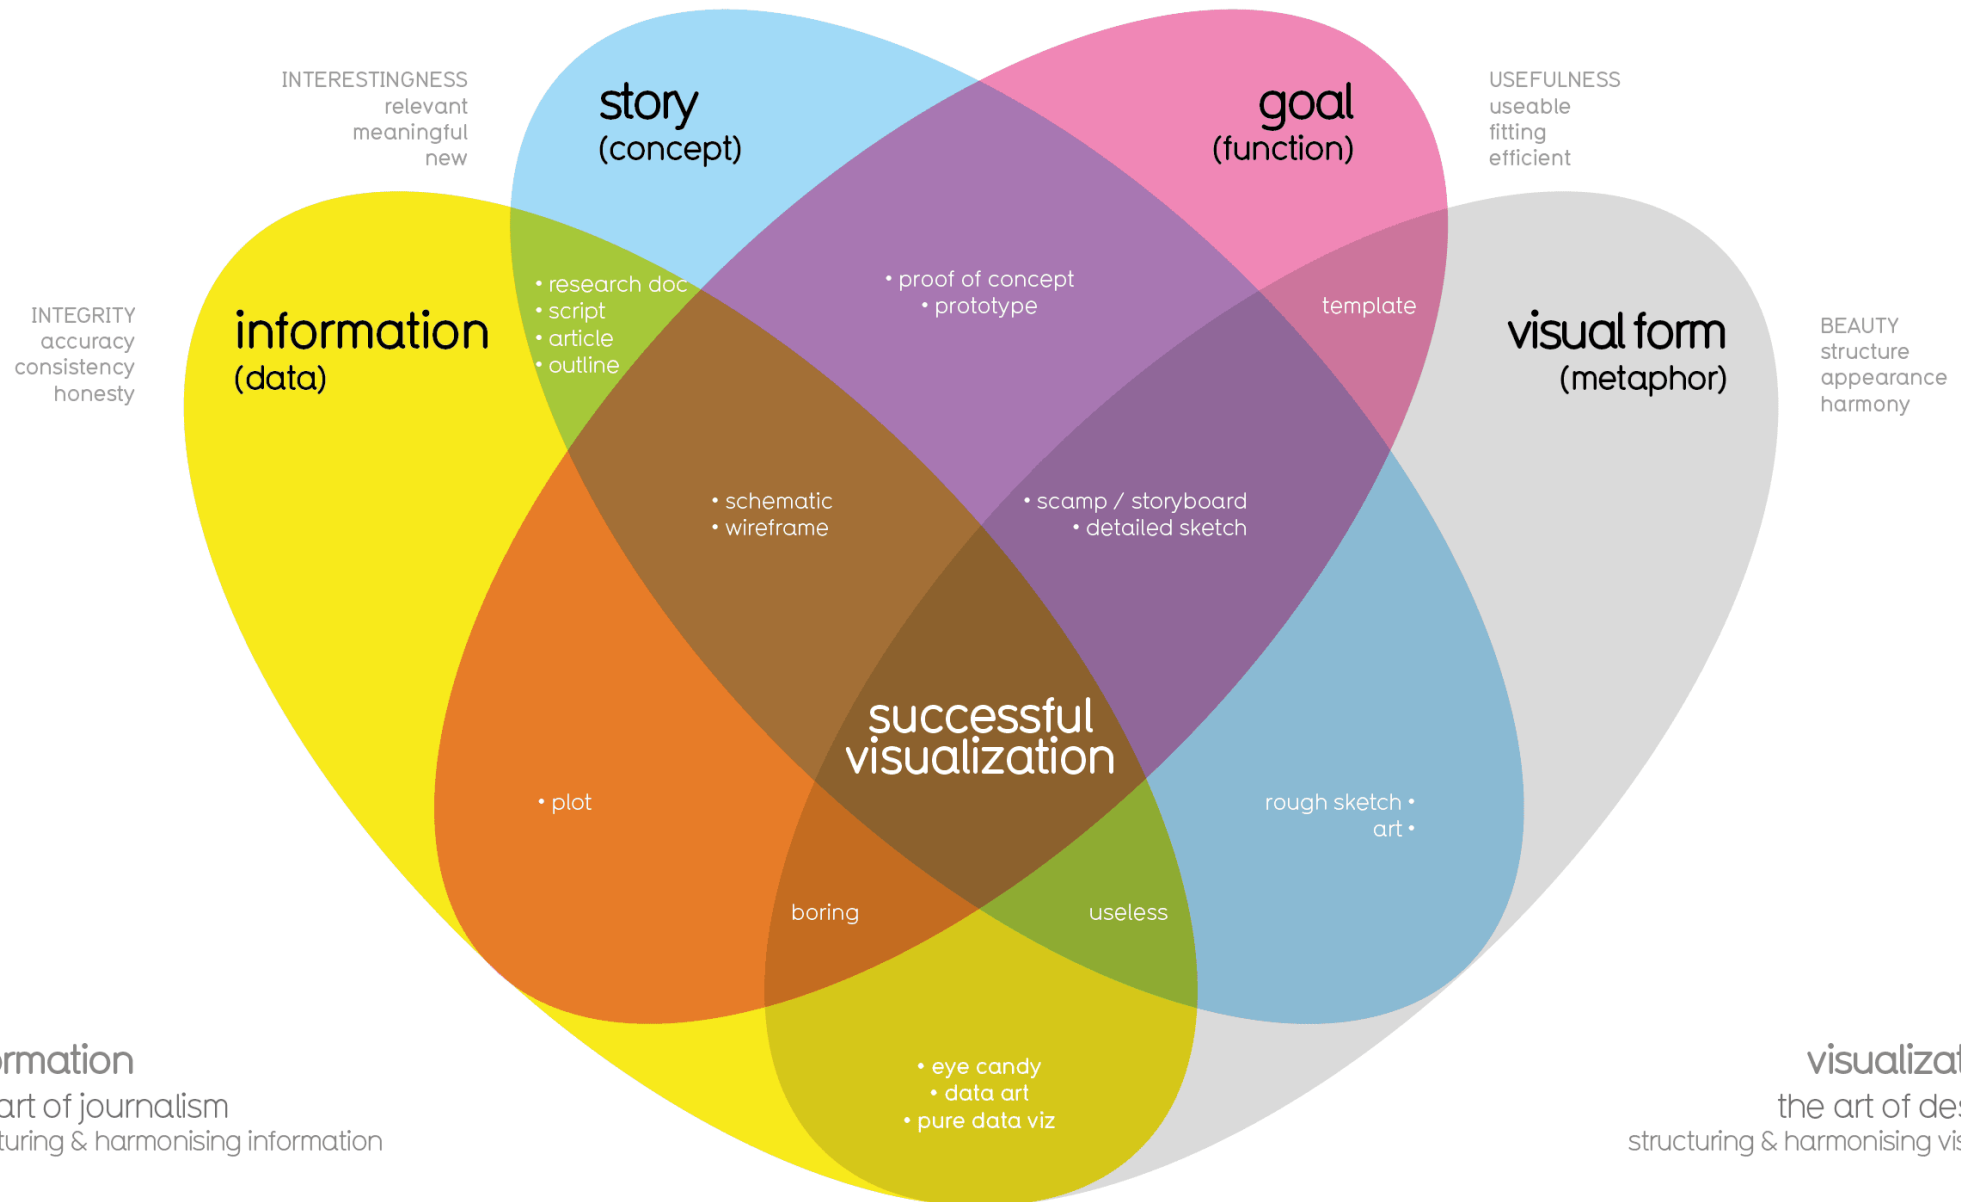 INTERESTINGNESS
relevant
meaningful
new
story
(concept)
goal
(function)
USEFULNESS
useable
fitting
efficient
INTEGRITY
accuracy
consistency
honesty
information
(data)
• research doc
• script
• article
• outline
• proof of concept
• prototype
template
visual form
(metaphor)
BEAUTY
structure
appearance
harmony
• schematic
• wireframe
• scamp / storyboard
• detailed sketch
successful
visualization
• plot
rough sketch •
art •
boring
useless
• eye candy
• data art
• pure data viz
ormation
art of journalism
turing & harmonising information
visualizat
the art of des
structuring & harmonising vis